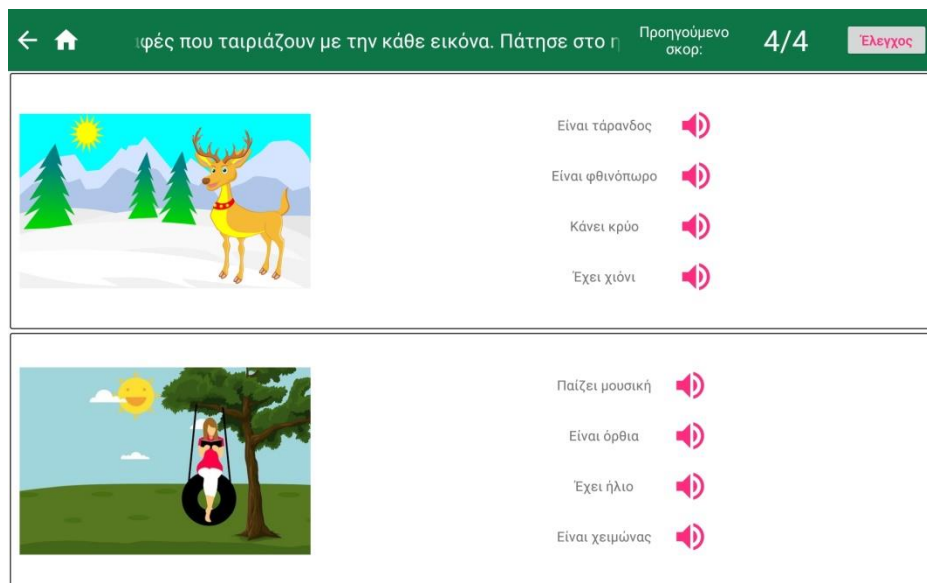 φές που ταιριάζουν με την κάθε εικόνα. Πάτησε στο η
Προηγούμενο
σκορ:
4/4
Έλεγχος
Είναι τάρανδος
Είναι φθινόπωρο
Κάνει κρύο
Έχει χιόνι
Παίζει μουσική
Είναι όρθια
Έχει ήλιο
Είναι χειμώνας